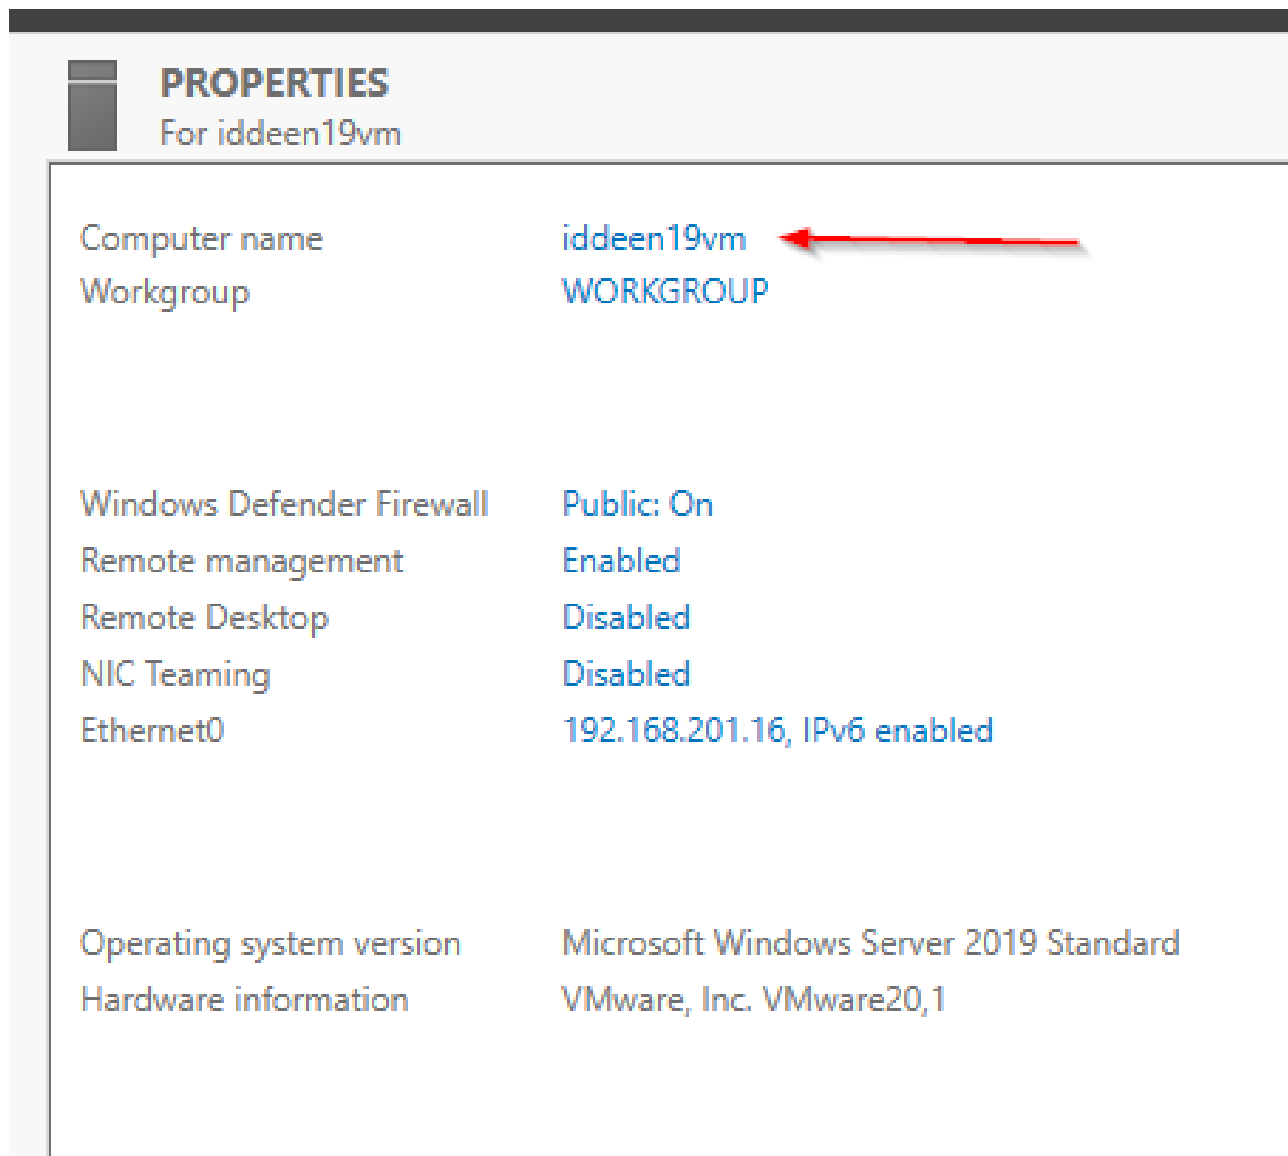 PROPERTIES
For iddeen19vm
Computer name iddeen19vm
Workgroup WORKGROUP
Windows Defender Firewall Public: On
Remote management Enabled
Remote Desktop Disabled
NIC Teaming Disabled
Ethernet0 192.168.201.16, IPv6 enabled
Operating system version Microsoft Windows Server 2019 Standard
Hardware information VMware, Inc. VMware20,1